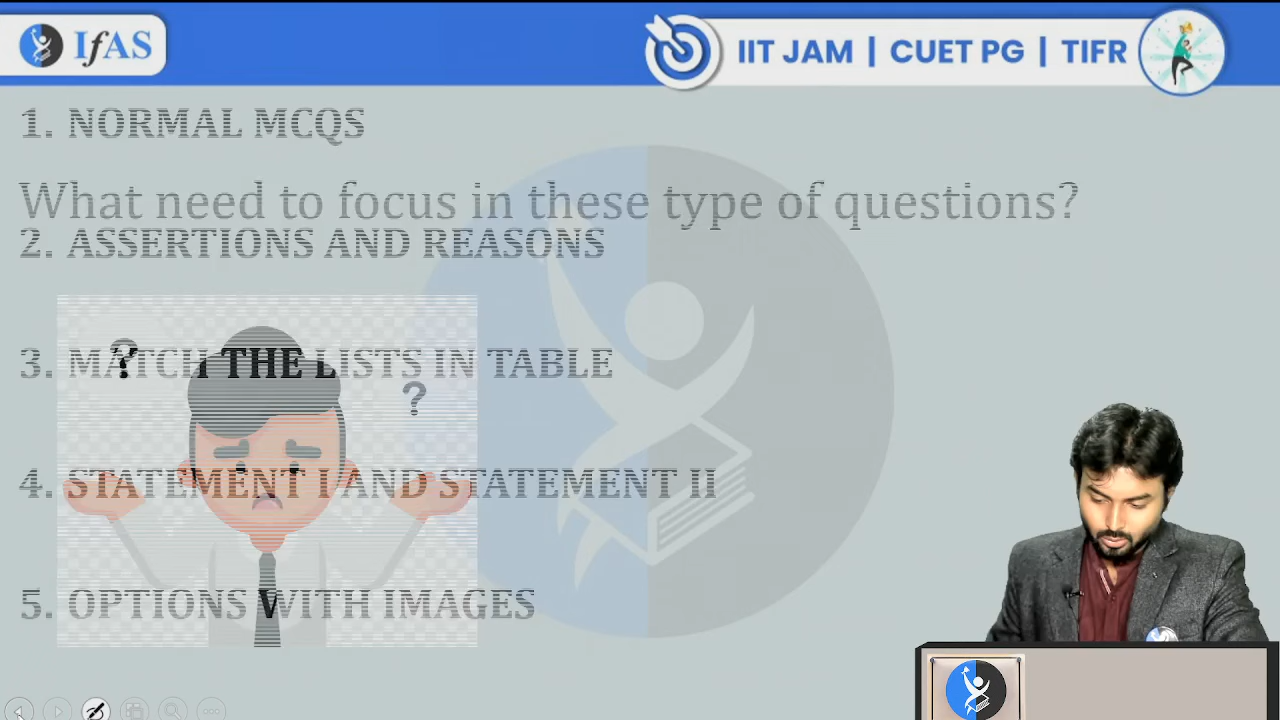 IfAS
IIT JAM | CUET PG | TIFR
1. NORMAL MCQS
What need to focus in these type of questions?
2. ASSERTIONS AND REASONS
? ?
3. MATCH THE LISTS IN TABLE
4. STATEMENT I AND STATEMENT II
5. OPTIONS WITH IMAGES